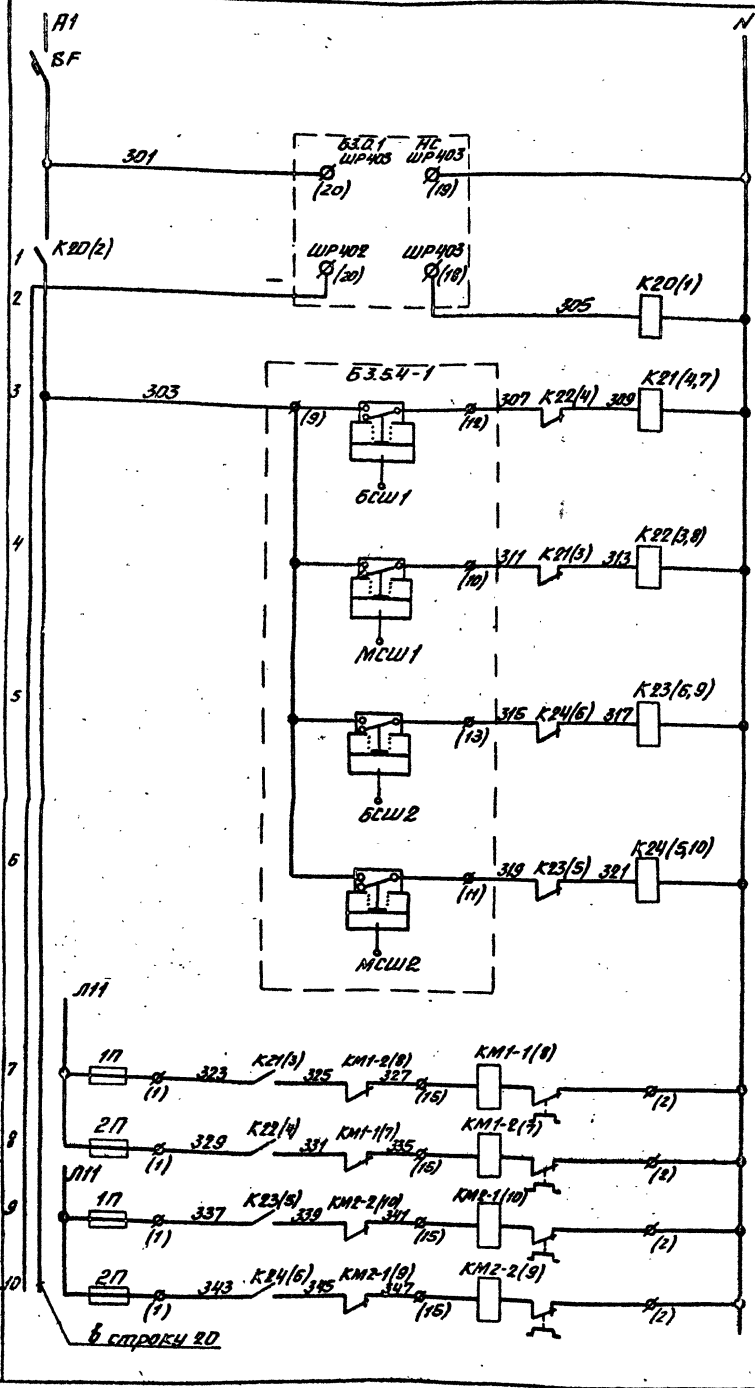 А1
N
BF
301
Б3.0.1 НС
ШР403 ШР403
(20) (19)
1 К20(2)
ШР402 ШР403
(20) (18)
К20(1)
2
305
Б3.5.4-1
3
303
(9)
(12)
307 К22(4) 309
К21(4,7)
БСШ1
4
(10)
311 К21(3) 313
К22(3,8)
МСШ1
5
(13)
315 К24(6) 317
К23(6,9)
БСШ2
6
(11)
319 К23(5) 321
К24(5,10)
МСШ2
Л11
7
1П
(1)
323 К21(3) 325 КМ1-2(8) 327
(15)
КМ1-1(8)
(2)
8
2П
(1)
329 К22(4) 331 КМ1-1(7) 335
(15)
КМ1-2(7)
(2)
Л11
9
1П
(1)
337 К23(5) 339 КМ2-2(10) 341
(15)
КМ2-1(10)
(2)
10
2П
(1)
343 К24(6) 345 КМ2-1(9) 347
(15)
КМ2-2(9)
(2)
в строку 20